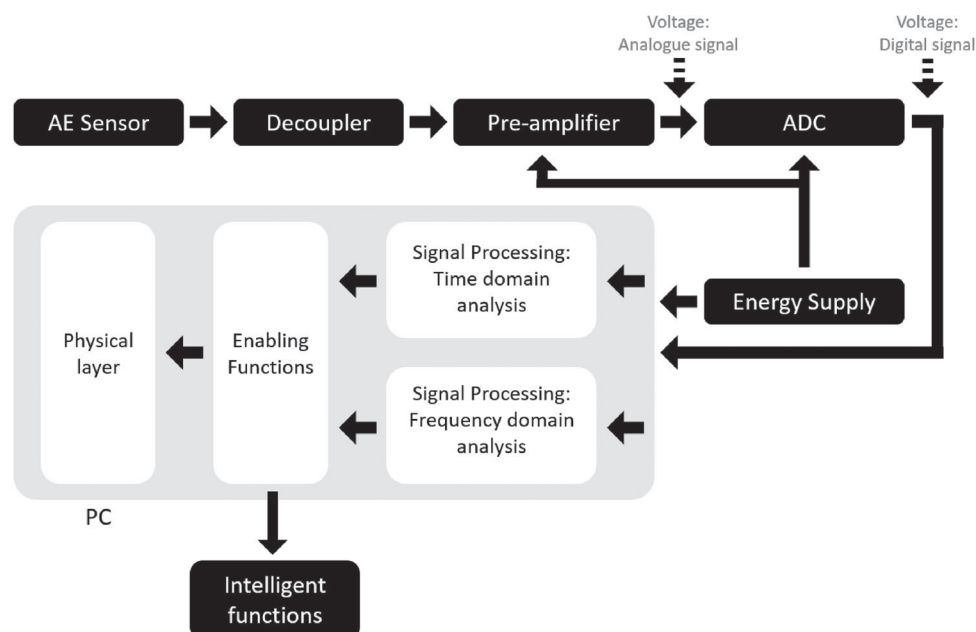 Voltage:
Analogue signal
Voltage:
Digital signal
AE Sensor
Decoupler
Pre-amplifier
ADC
Signal Processing:
Time domain
analysis
Energy Supply
Physical
layer
Enabling
Functions
Signal Processing:
Frequency domain
analysis
PC
Intelligent
functions